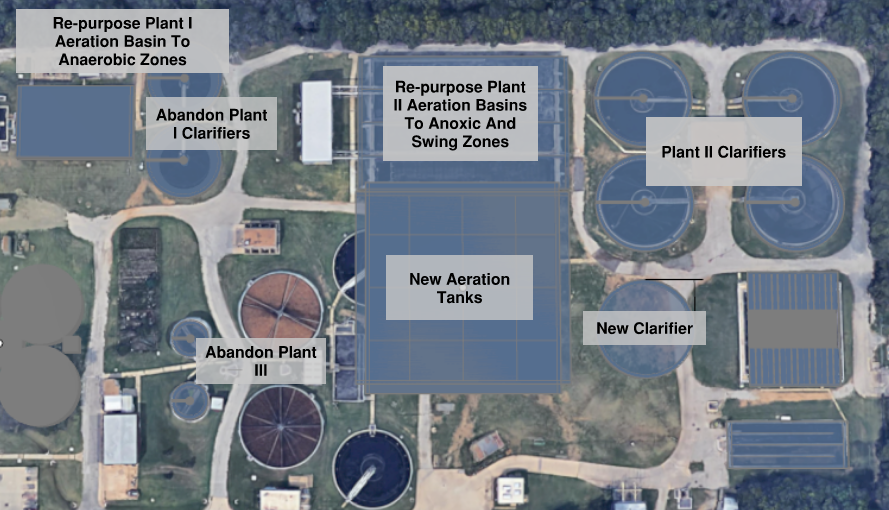 Re-purpose Plant I
Aeration Basin To
Anaerobic Zones
Abandon Plant
I Clarifiers
Re-purpose Plant
II Aeration Basins
To Anoxic And
Swing Zones
Plant II Clarifiers
New Aeration
Tanks
New Clarifier
Abandon Plant
III